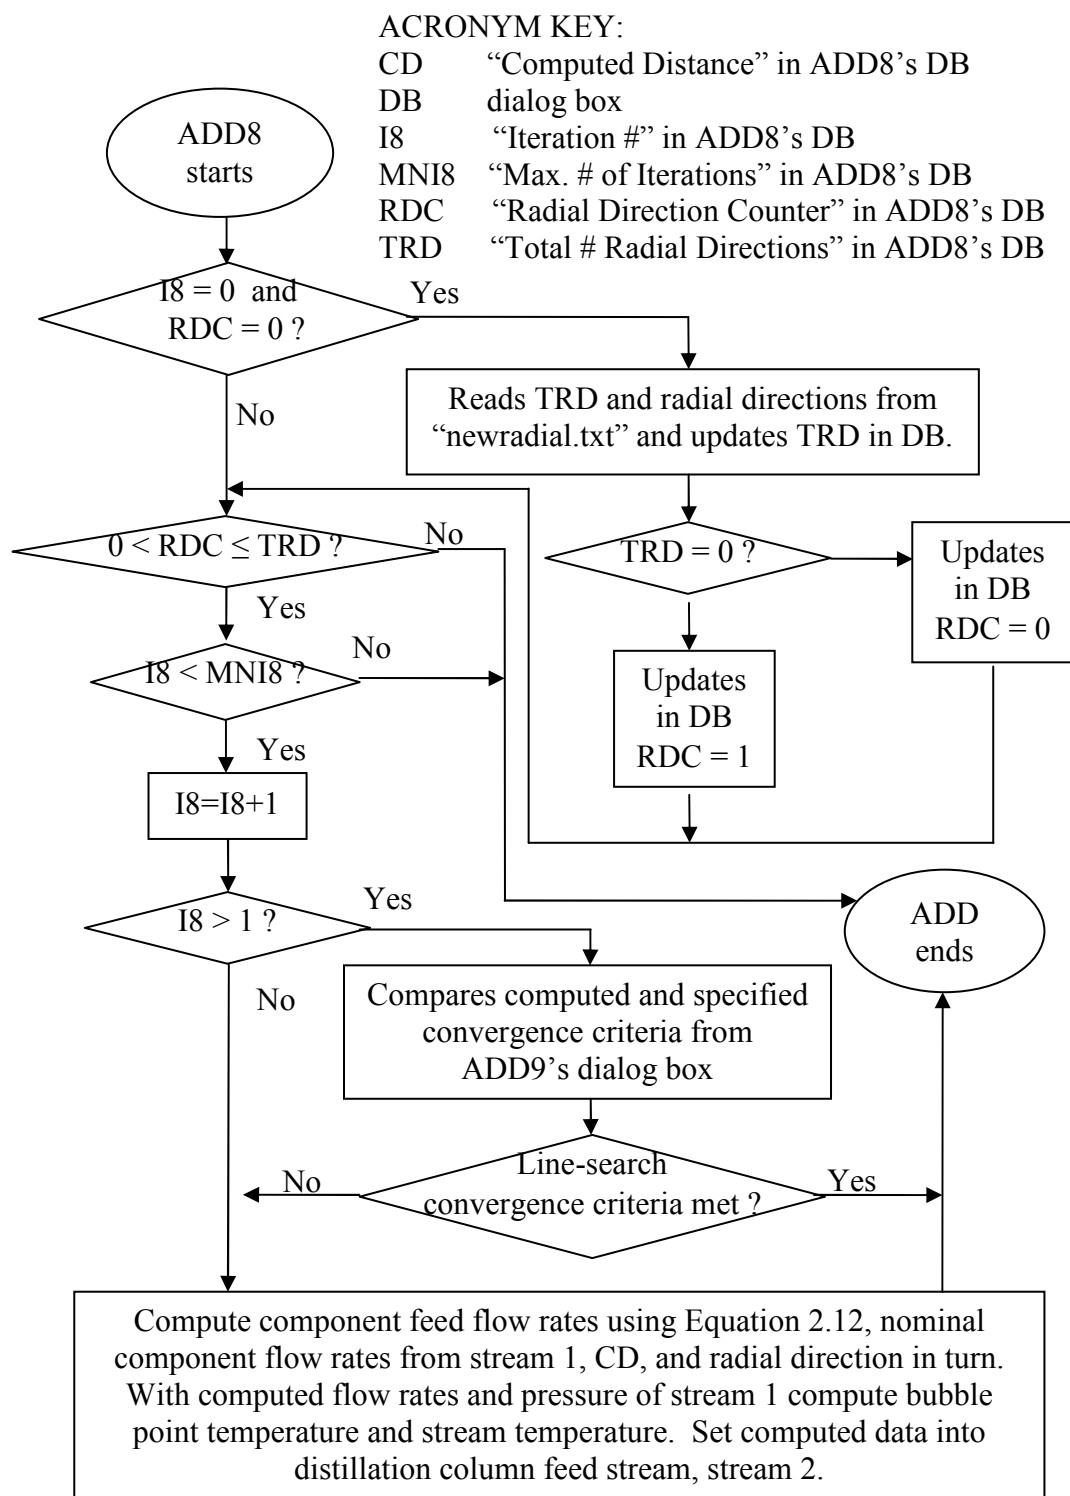 ACRONYM KEY:
CD “Computed Distance” in ADD8’s DB
DB dialog box
I8 “Iteration #” in ADD8’s DB
MNI8 “Max. # of Iterations” in ADD8’s DB
RDC “Radial Direction Counter” in ADD8’s DB
TRD “Total # Radial Directions” in ADD8’s DB
ADD8
starts
I8 = 0 and
RDC = 0 ?
Yes
No
Reads TRD and radial directions from
“newradial.txt” and updates TRD in DB.
0 < RDC ≤ TRD ?
No
Yes
TRD = 0 ?
Updates
in DB
RDC = 0
Updates
in DB
RDC = 1
I8 < MNI8 ?
No
Yes
I8=I8+1
I8 > 1 ?
Yes
No
ADD
ends
Compares computed and specified
convergence criteria from
ADD9’s dialog box
Line-search
convergence criteria met ?
No
Yes
Compute component feed flow rates using Equation 2.12, nominal
component flow rates from stream 1, CD, and radial direction in turn.
With computed flow rates and pressure of stream 1 compute bubble
point temperature and stream temperature.  Set computed data into
distillation column feed stream, stream 2.